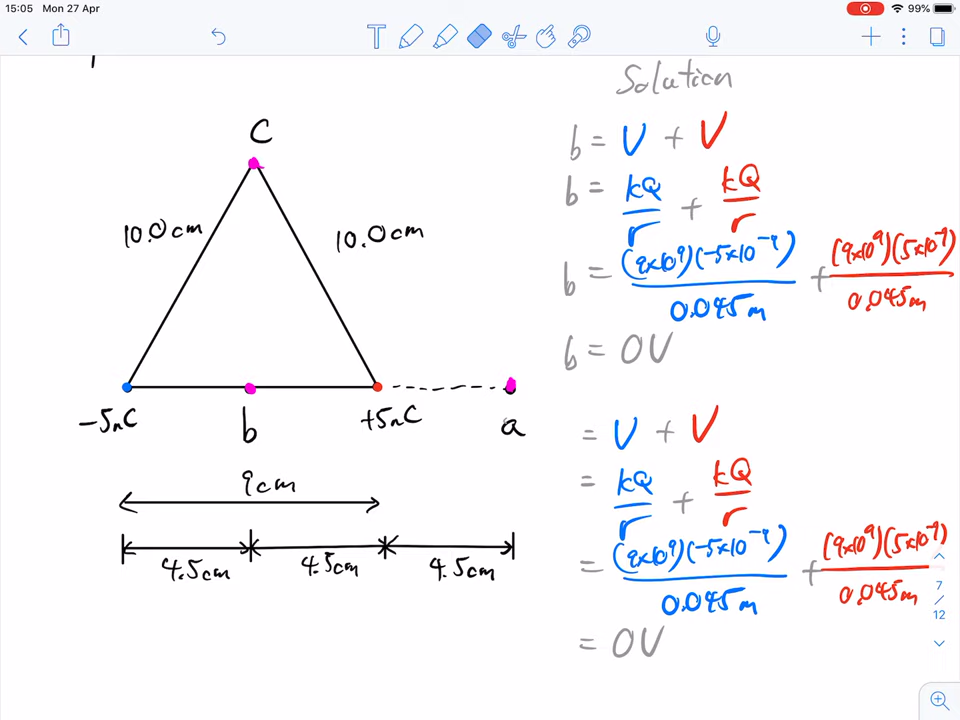 15:05 Mon 27 Apr 99%
T
Solution
b = V + V
b = kQ/r + kQ/r
b = (9×10⁹)(-5×10⁻⁹)/0.045m + (9×10⁹)(5×10⁻⁹)/0.045m
b = 0V
= V + V
= kQ/r + kQ/r
= (9×10⁹)(-5×10⁻⁹)/0.045m + (9×10⁹)(5×10⁻⁹)/0.045m
= 0V
C
10.0cm 10.0cm
-5nC b +5nC a
9cm
4.5cm 4.5cm 4.5cm
7
/
12